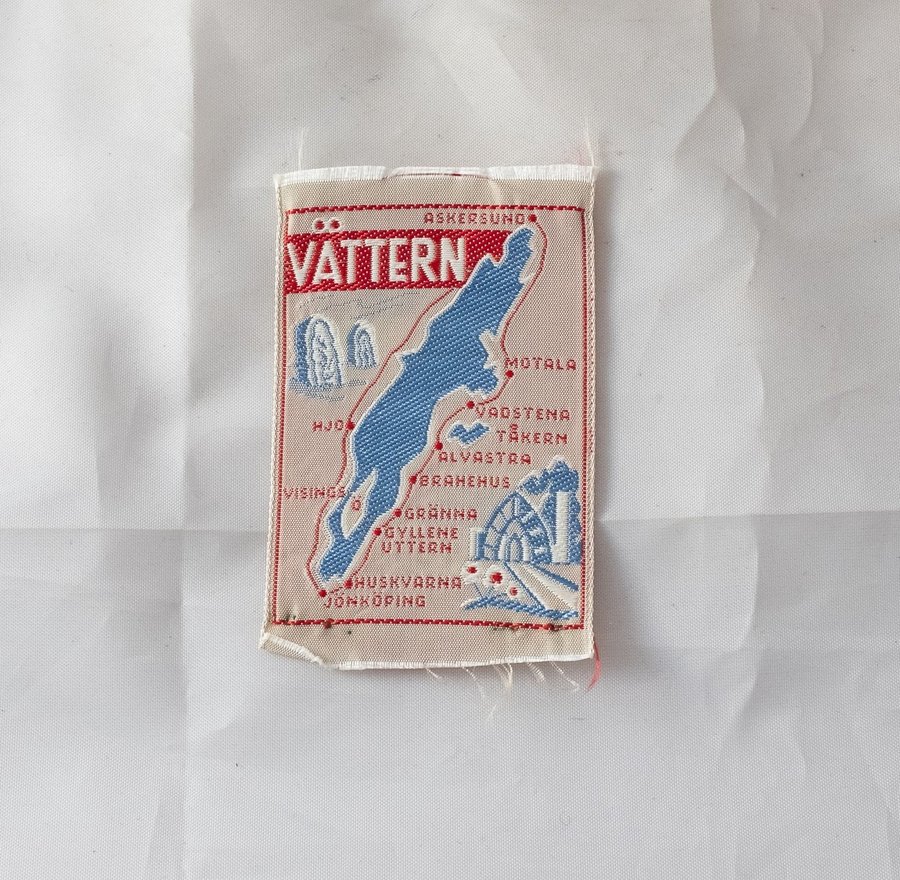 ASKERSUND
VÄTTERN
MOTALA
VADSTENA
HJO
TÅKERN
ALVASTRA
BRAHEHUS
VISINGSÖ
GRÄNNA
GYLLENE
UTTERN
HUSKVARNA
JÖNKÖPING